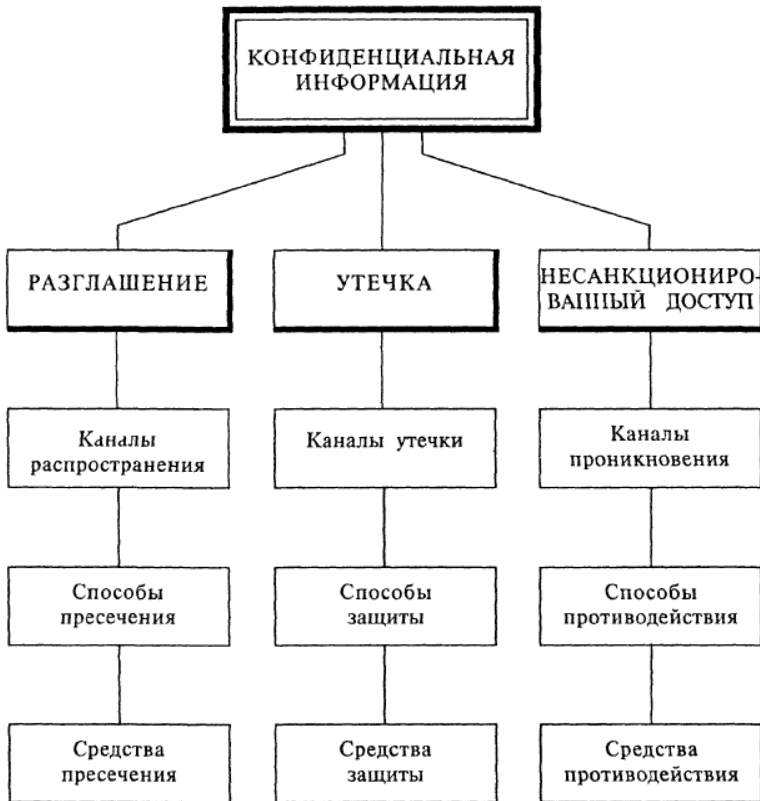 КОНФИДЕНЦИАЛЬНАЯ
ИНФОРМАЦИЯ
РАЗГЛАШЕНИЕ
УТЕЧКА
НЕСАНКЦИОНИРО-
ВАННЫЙ ДОСТУП
Каналы
распространения
Каналы утечки
Каналы
проникновения
Способы
пресечения
Способы
защиты
Способы
противодействия
Средства
пресечения
Средства
защиты
Средства
противодействия